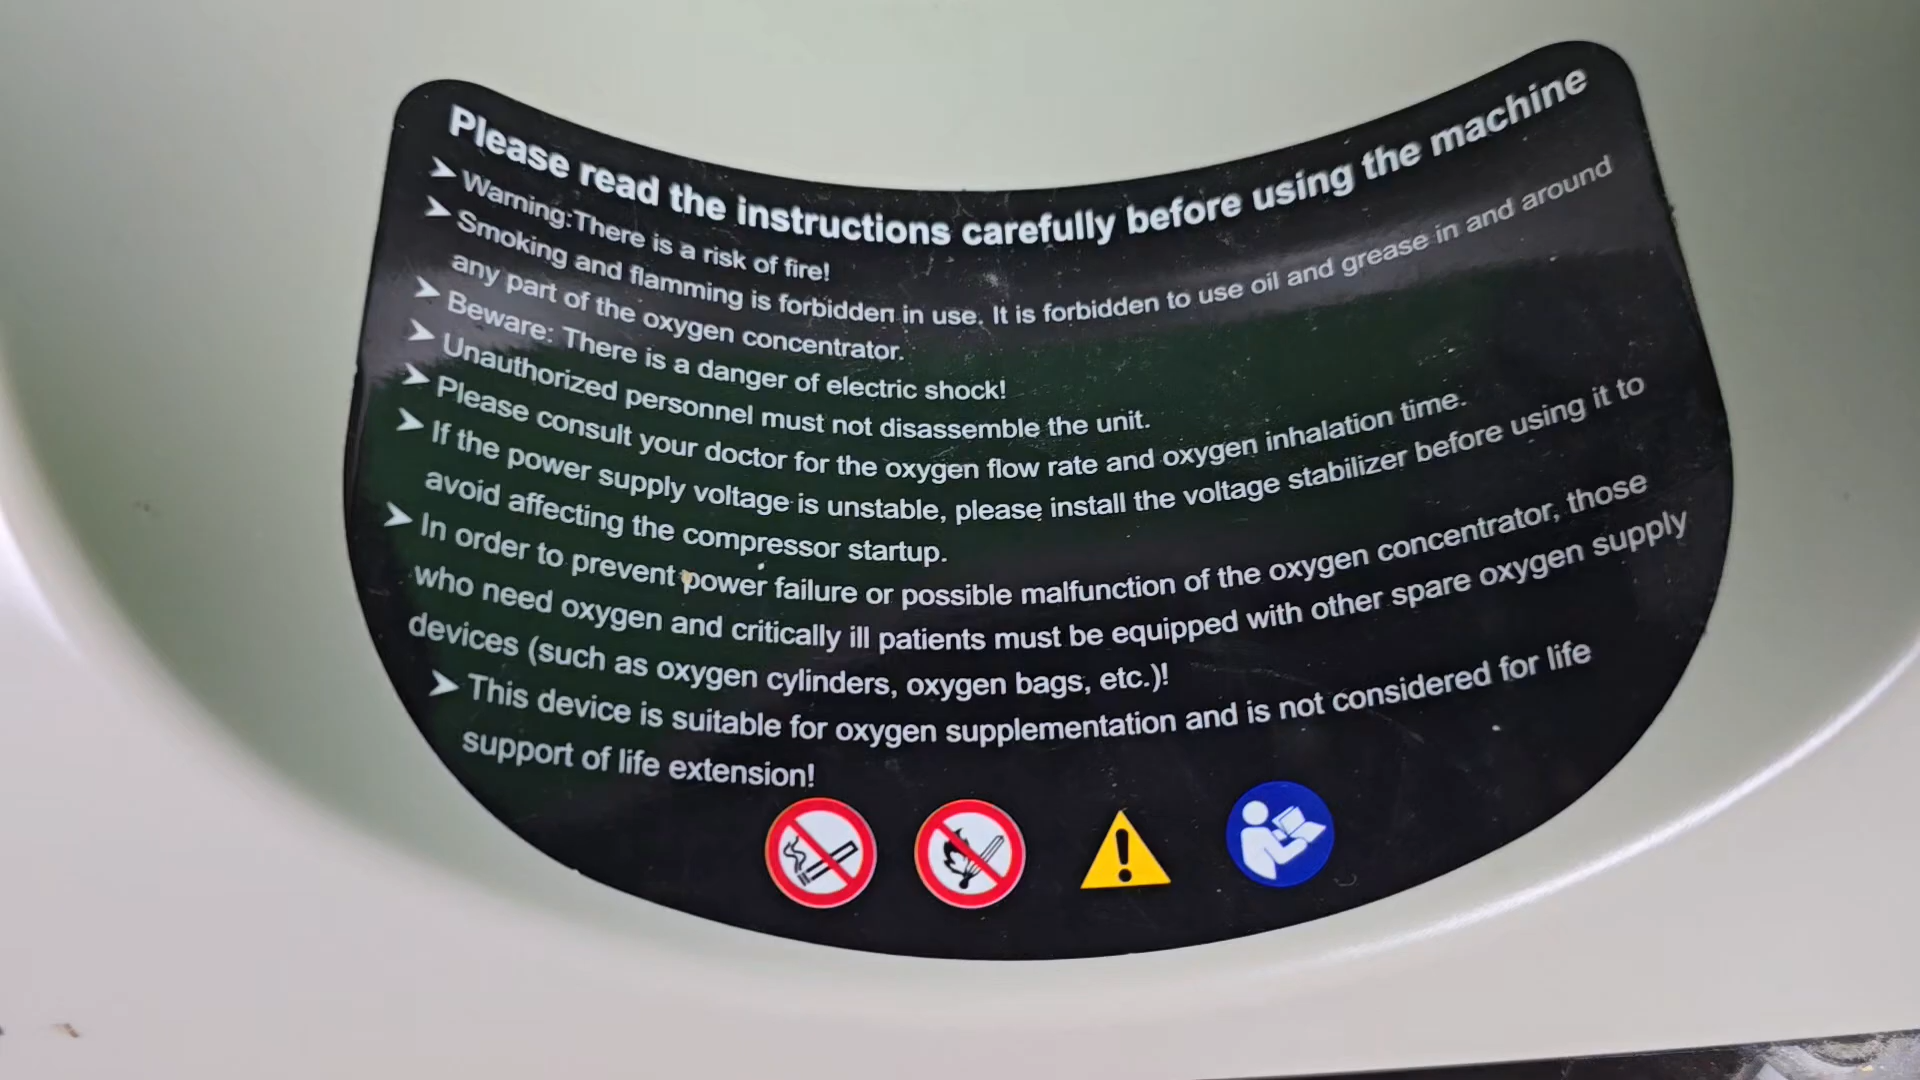 Please read the instructions carefully before using the machine
➤ Warning:There is a risk of fire!
➤ Smoking and flamming is forbidden in use. It is forbidden to use oil and grease in and around
any part of the oxygen concentrator.
➤ Beware: There is a danger of electric shock!
➤ Unauthorized personnel must not disassemble the unit.
➤ Please consult your doctor for the oxygen flow rate and oxygen inhalation time.
➤ If the power supply voltage is unstable, please install the voltage stabilizer before using it to
avoid affecting the compressor startup.
➤ In order to prevent power failure or possible malfunction of the oxygen concentrator, those
who need oxygen and critically ill patients must be equipped with other spare oxygen supply
devices (such as oxygen cylinders, oxygen bags, etc.)!
➤ This device is suitable for oxygen supplementation and is not considered for life
support of life extension!